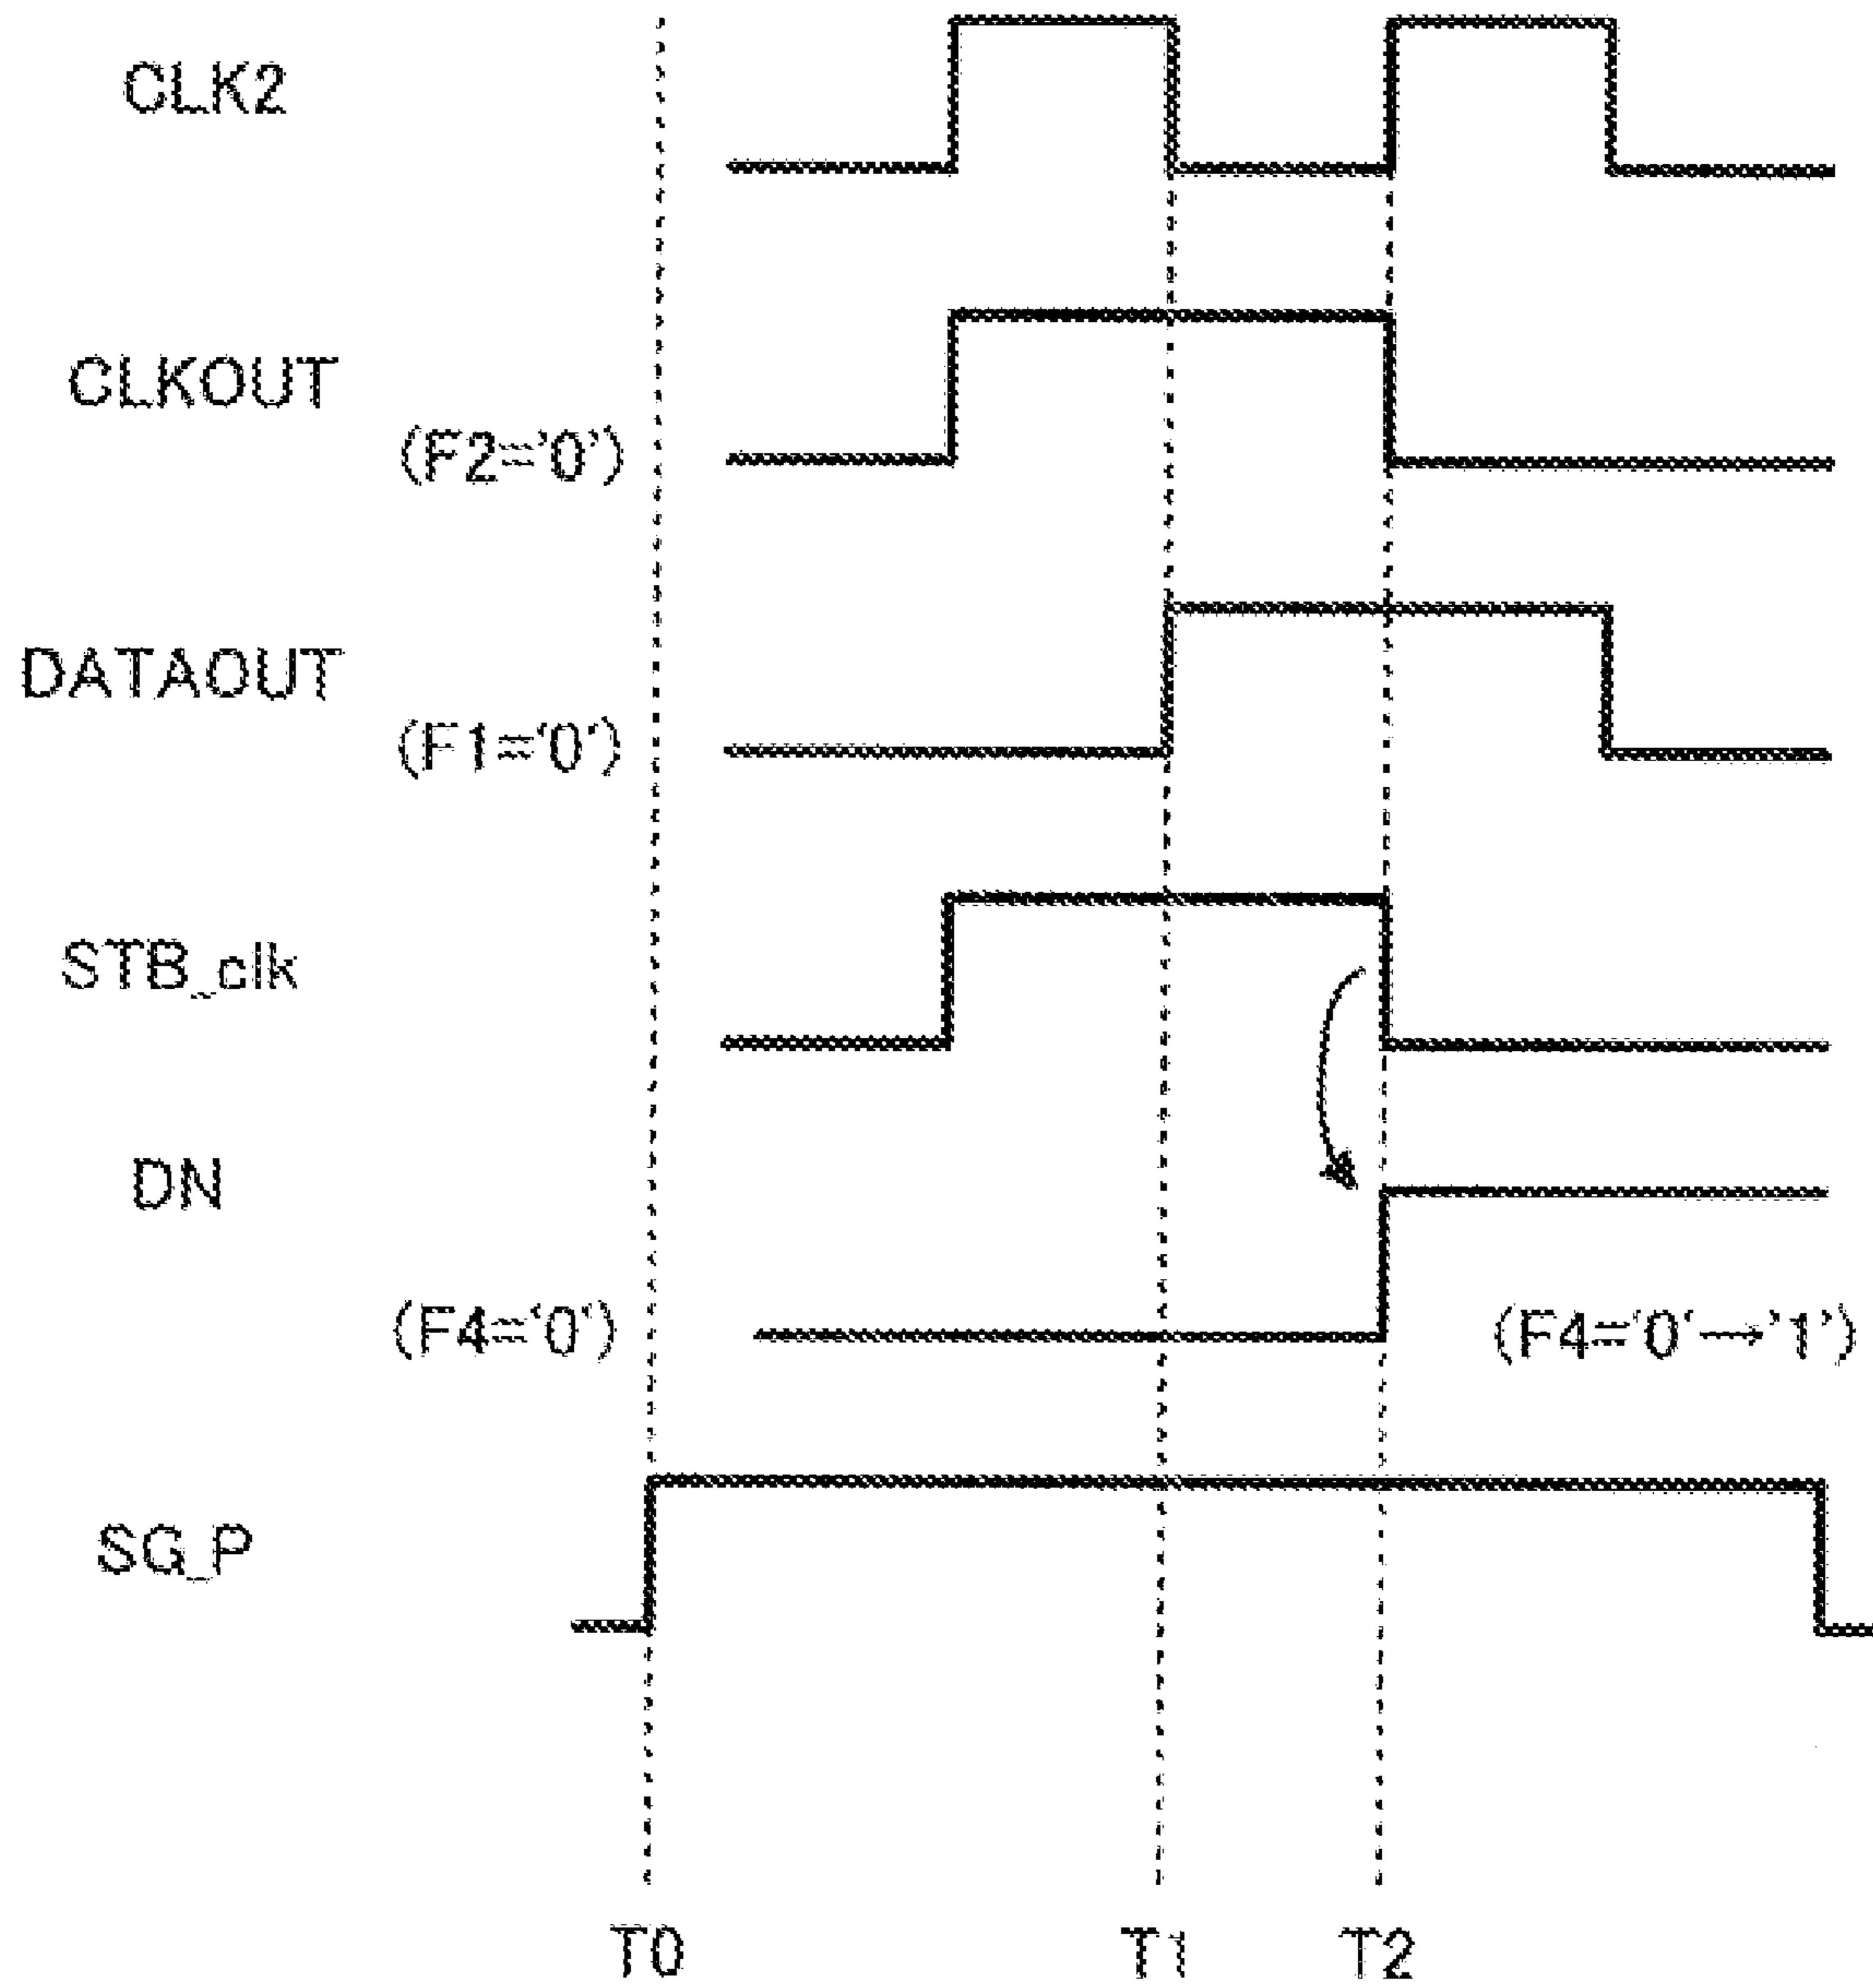 CLK2
CLKOUT
(F2='0')
DATAOUT
(F1='0')
STB_clk
DN
(F4='0')
(F4='0'→'1')
SG_P
T0 T1 T2